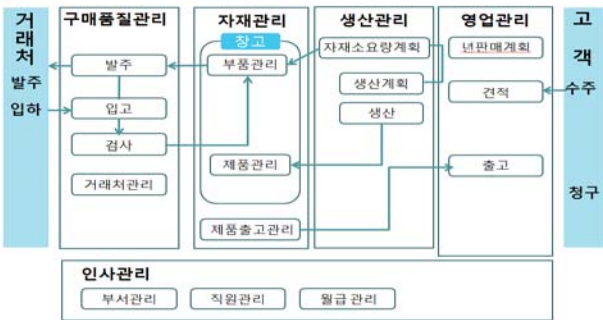 거래처
발주
입하
구매품질관리
발주
입고
검사
거래처관리
자재관리
창고
부품관리
제품관리
제품출고관리
생산관리
자재소요량계획
생산계획
생산
영업관리
년판매계획
견적
출고
고객
수주
청구
인사관리
부서관리
직원관리
월급 관리